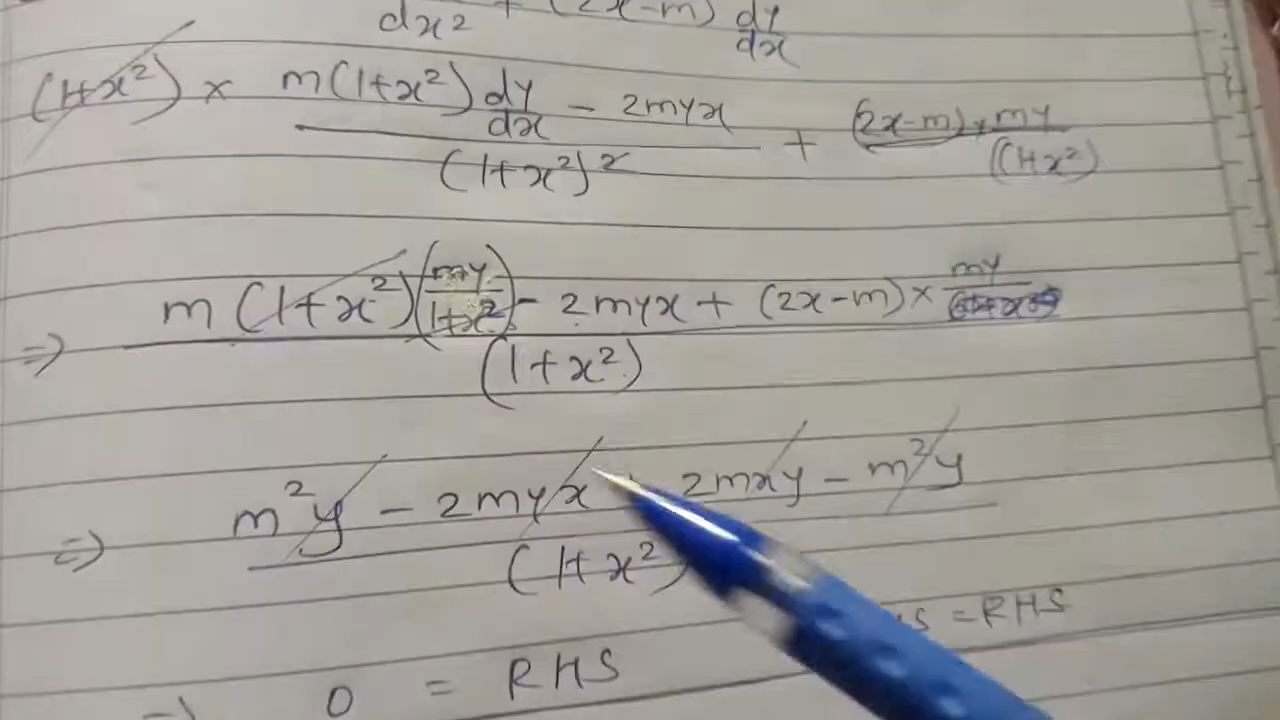 dx² + (2x-m) dy/dx
(1+x²) × m(1+x²) dy/dx - 2myx / (1+x²)² + (2x-m) × my / (1+x²)
⇒ m(1+x²)(my/1+x²) - 2myx + (2x-m) × my / (1+x²)
⇒ m²y - 2myx + 2mxy - m²y / (1+x²)
= RHS
⇒ 0 = RHS